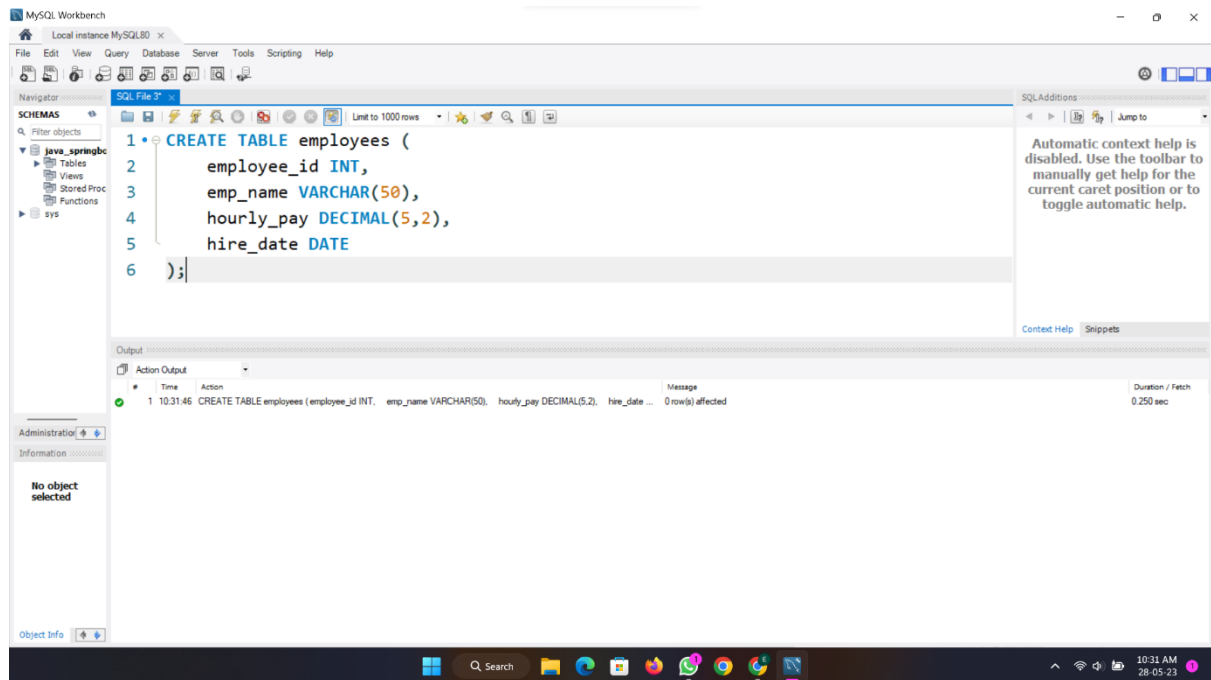 MySQL Workbench
Local instance MySQL80 ×
File Edit View Query Database Server Tools Scripting Help
Navigator
SQL File 3* ×
SQLAdditions
SCHEMAS
Limit to 1000 rows
Jump to
Filter objects
java_springbc
Tables
Views
Stored Proc
Functions
sys
1 CREATE TABLE employees (
2 employee_id INT,
3 emp_name VARCHAR(50),
4 hourly_pay DECIMAL(5,2),
5 hire_date DATE
6 );
Automatic context help is
disabled. Use the toolbar to
manually get help for the
current caret position or to
toggle automatic help.
Context Help Snippets
Output
Action Output
# Time Action Message Duration / Fetch
1 10:31:46 CREATE TABLE employees ( employee_id INT, emp_name VARCHAR(50), hourly_pay DECIMAL(5,2), hire_date ... 0 row(s) affected 0.250 sec
Administration
Information
No object
selected
Object Info
Search
10:31 AM
28-05-23
1